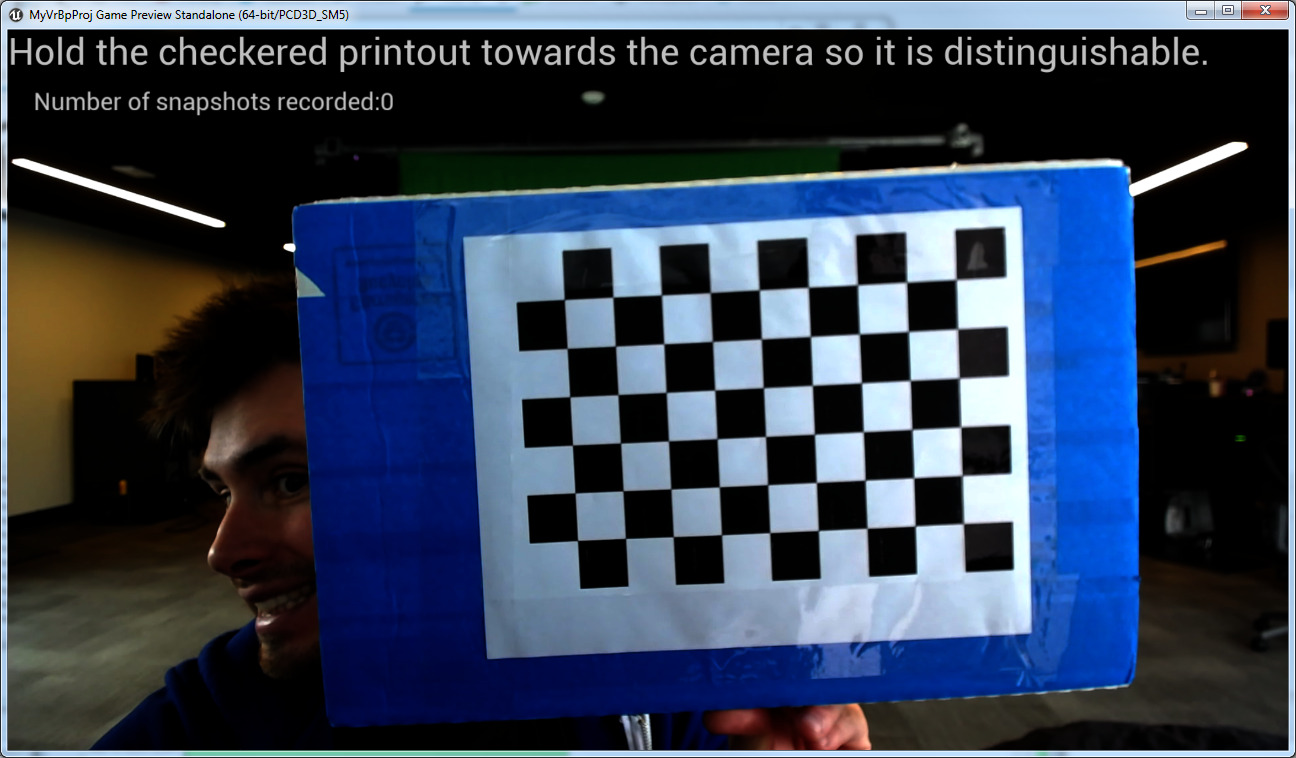 MyVrBpProj Game Preview Standalone (64-bit/PCD3D_SM5)
Hold the checkered printout towards the camera so it is distinguishable.
Number of snapshots recorded:0